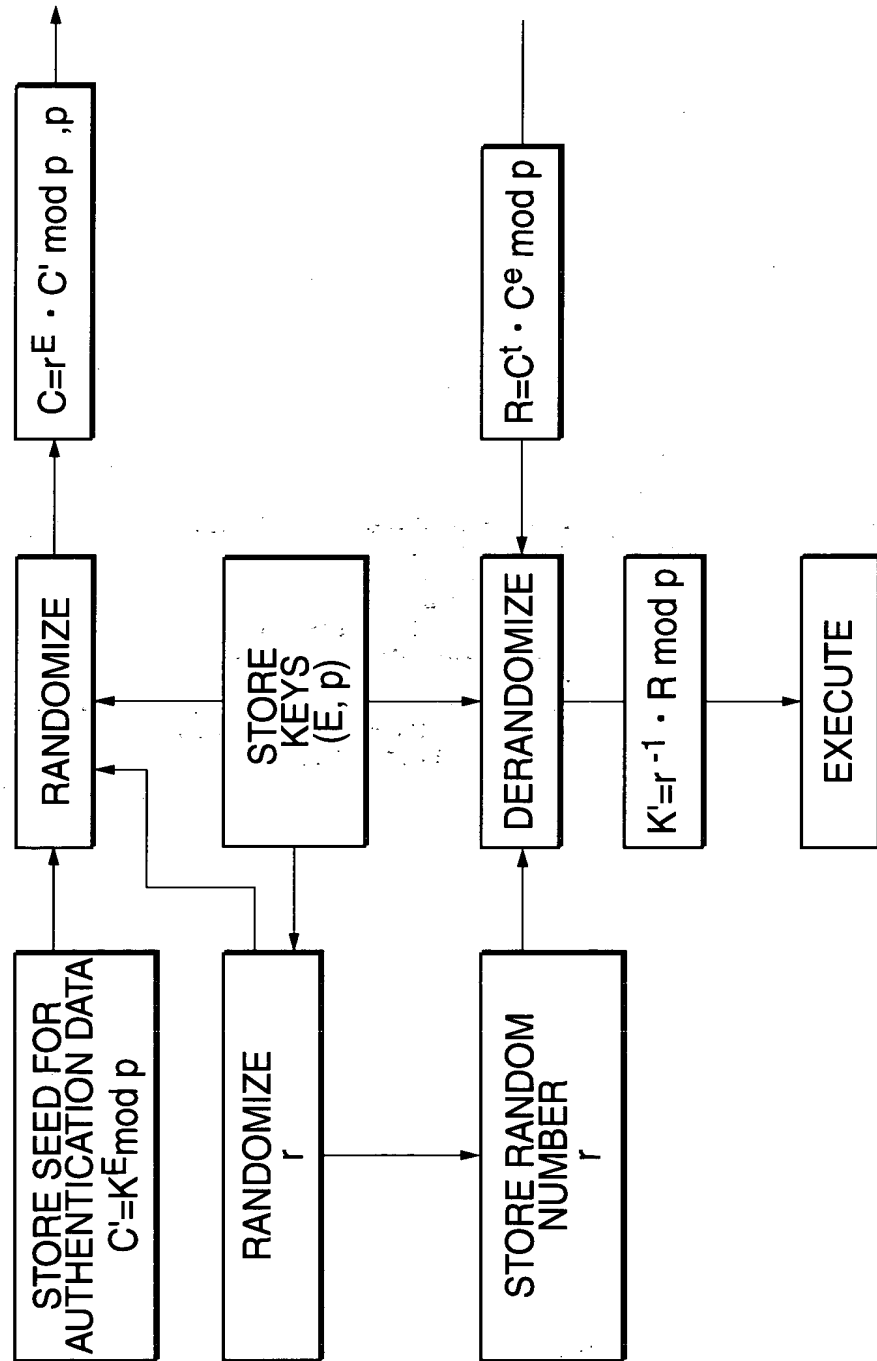 STORE SEED FOR
AUTHENTICATION DATA
C'=K^E mod p
RANDOMIZE
C=r^E · C' mod p ,p
RANDOMIZE
r
STORE
KEYS
(E, p)
STORE RANDOM
NUMBER
r
DERANDOMIZE
R=C^t · C^e mod p
K'=r^-1 · R mod p
EXECUTE